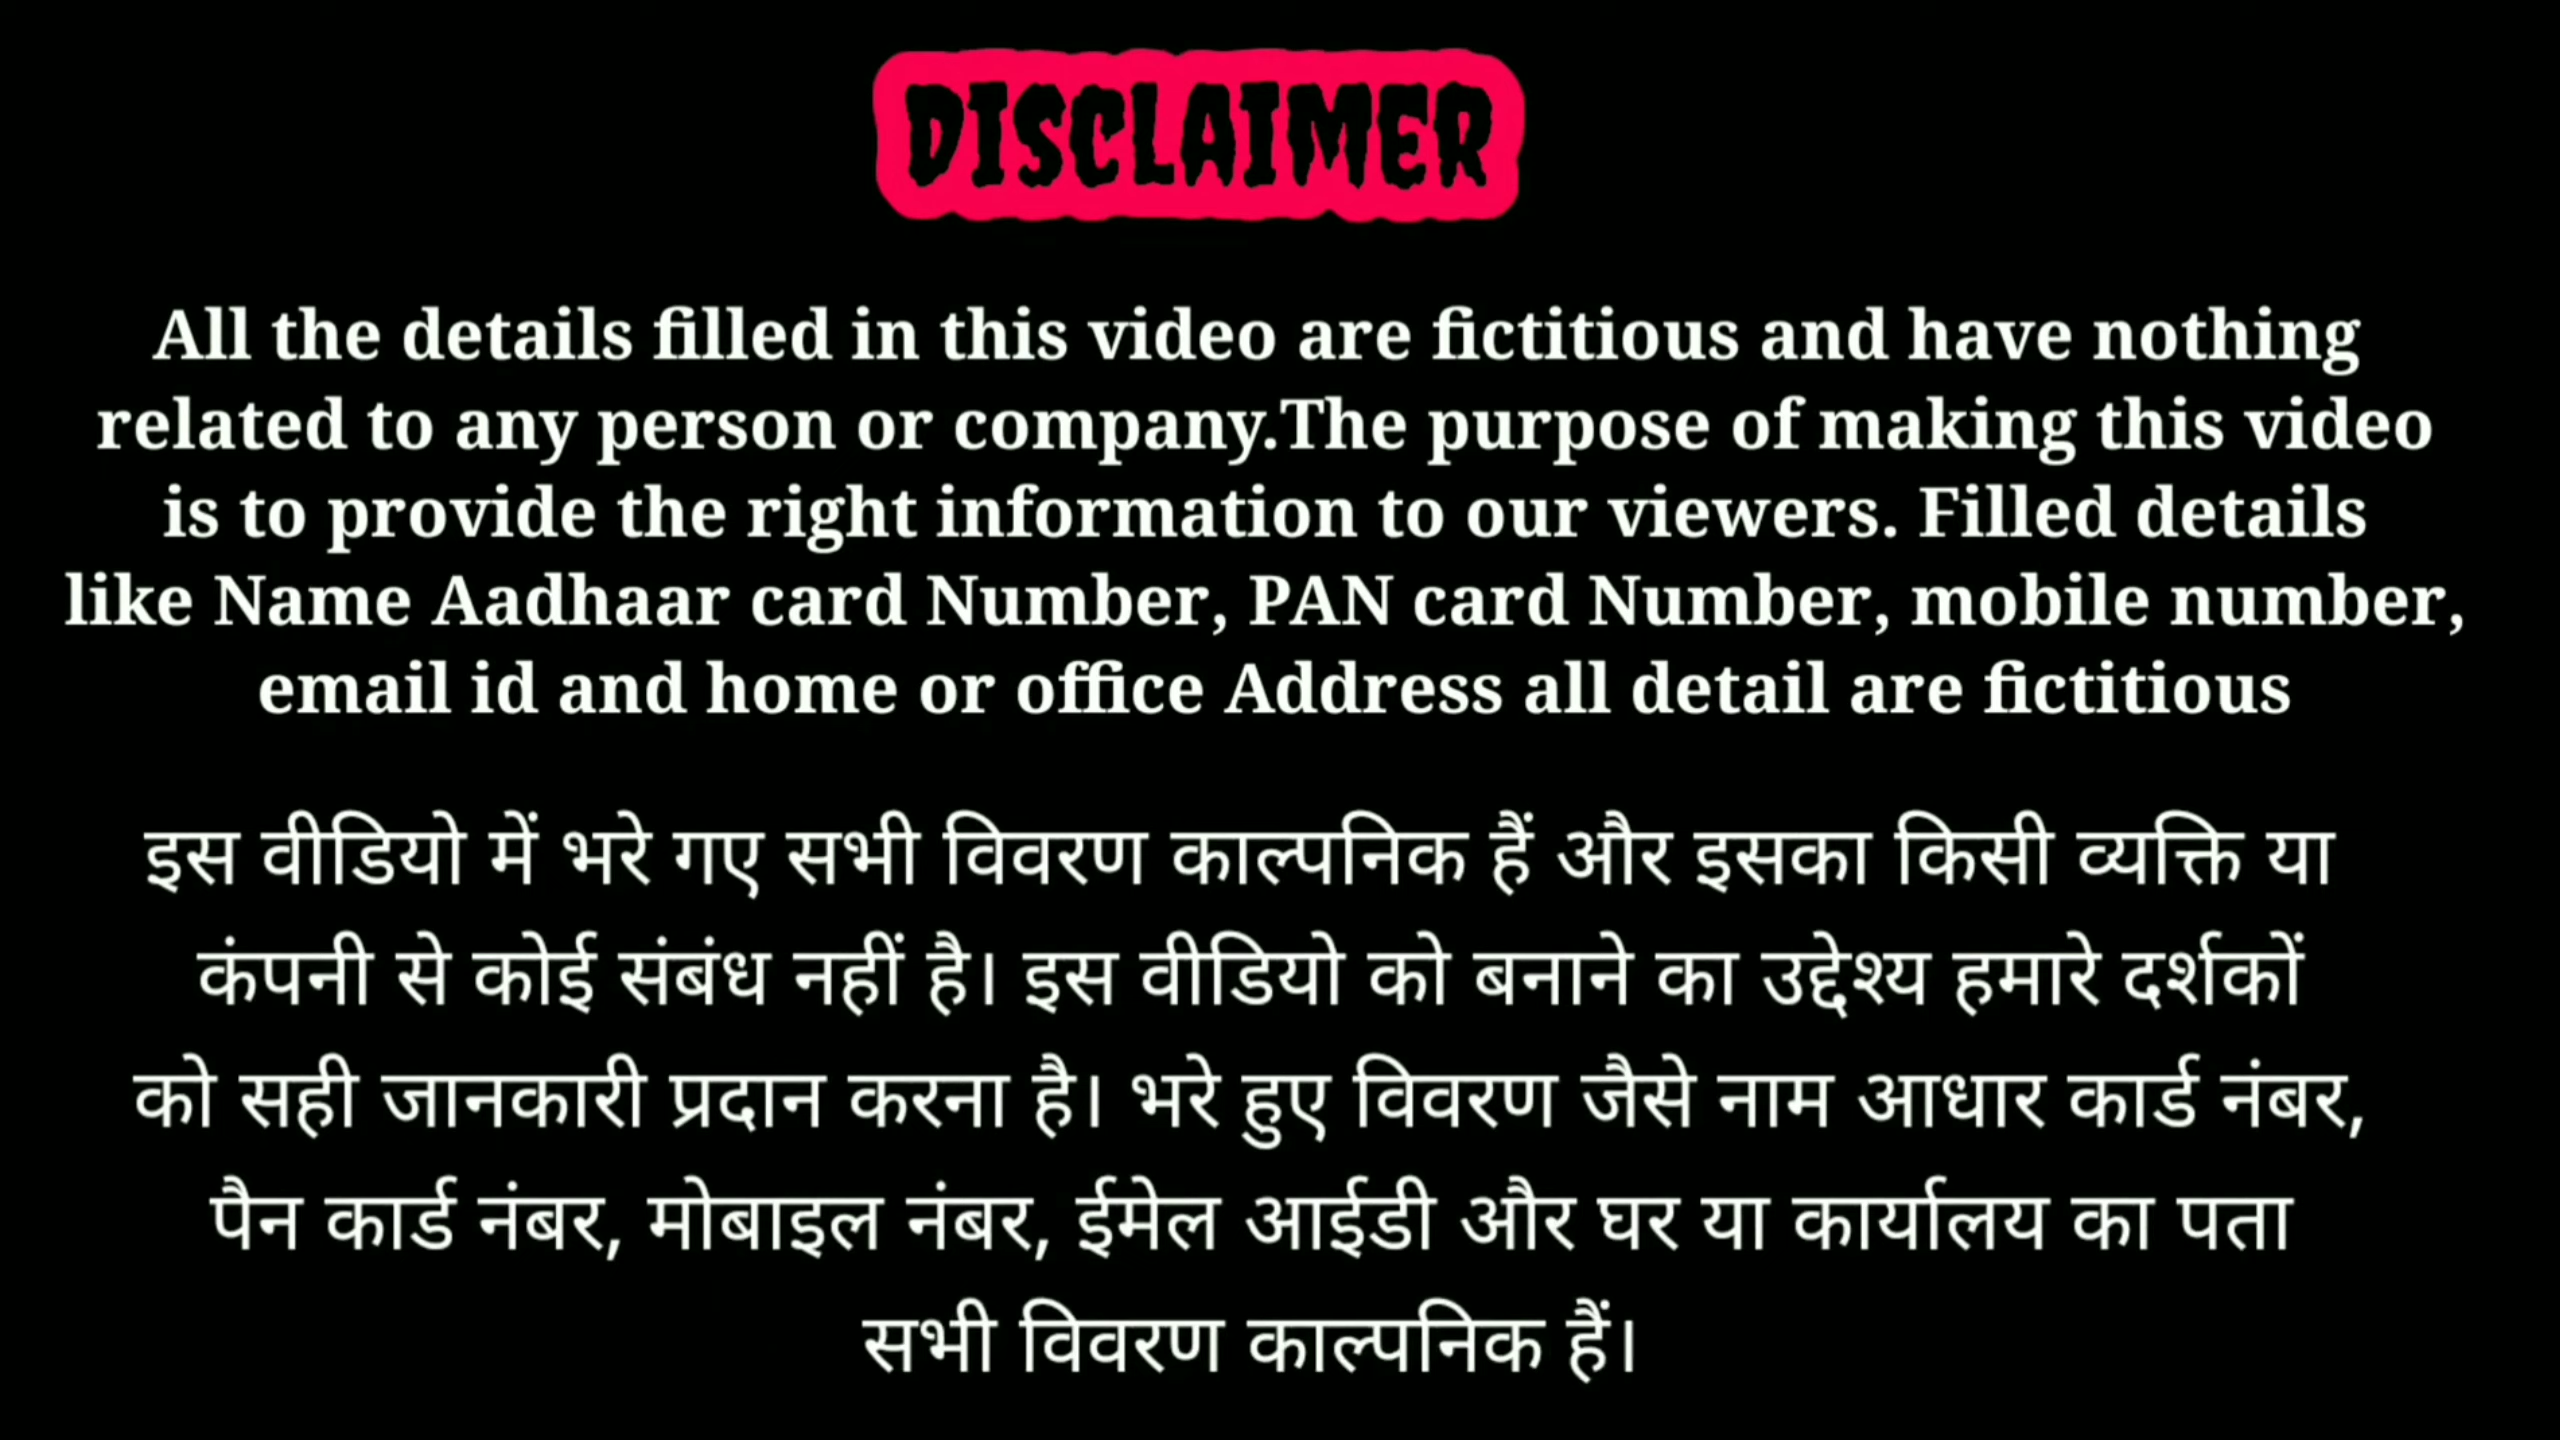 DISCLAIMER
All the details filled in this video are fictitious and have nothing
related to any person or company.The purpose of making this video
is to provide the right information to our viewers. Filled details
like Name Aadhaar card Number, PAN card Number, mobile number,
email id and home or office Address all detail are fictitious
इस वीडियो में भरे गए सभी विवरण काल्पनिक हैं और इसका किसी व्यक्ति या
कंपनी से कोई संबंध नहीं है। इस वीडियो को बनाने का उद्देश्य हमारे दर्शकों
को सही जानकारी प्रदान करना है। भरे हुए विवरण जैसे नाम आधार कार्ड नंबर,
पैन कार्ड नंबर, मोबाइल नंबर, ईमेल आईडी और घर या कार्यालय का पता
सभी विवरण काल्पनिक हैं।